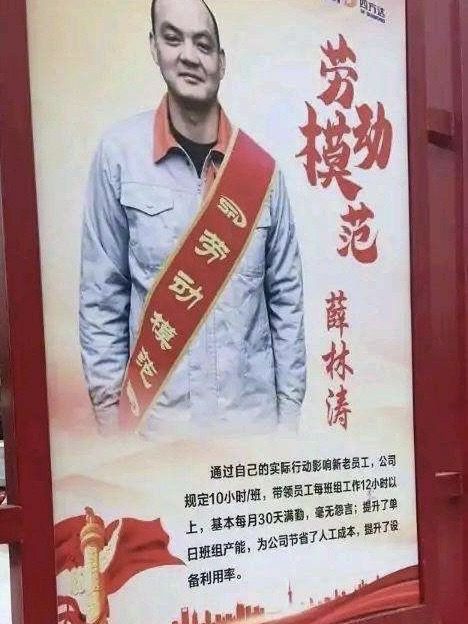 四方达
劳动模范
薛林涛
劳动模范
通过自己的实际行动影响新老员工，公司
规定10小时/班，带领员工每班组工作12小时以
上，基本每月30天满勤，毫无怨言；提升了单
日班组产能，为公司节省了人工成本，提升了设
备利用率。